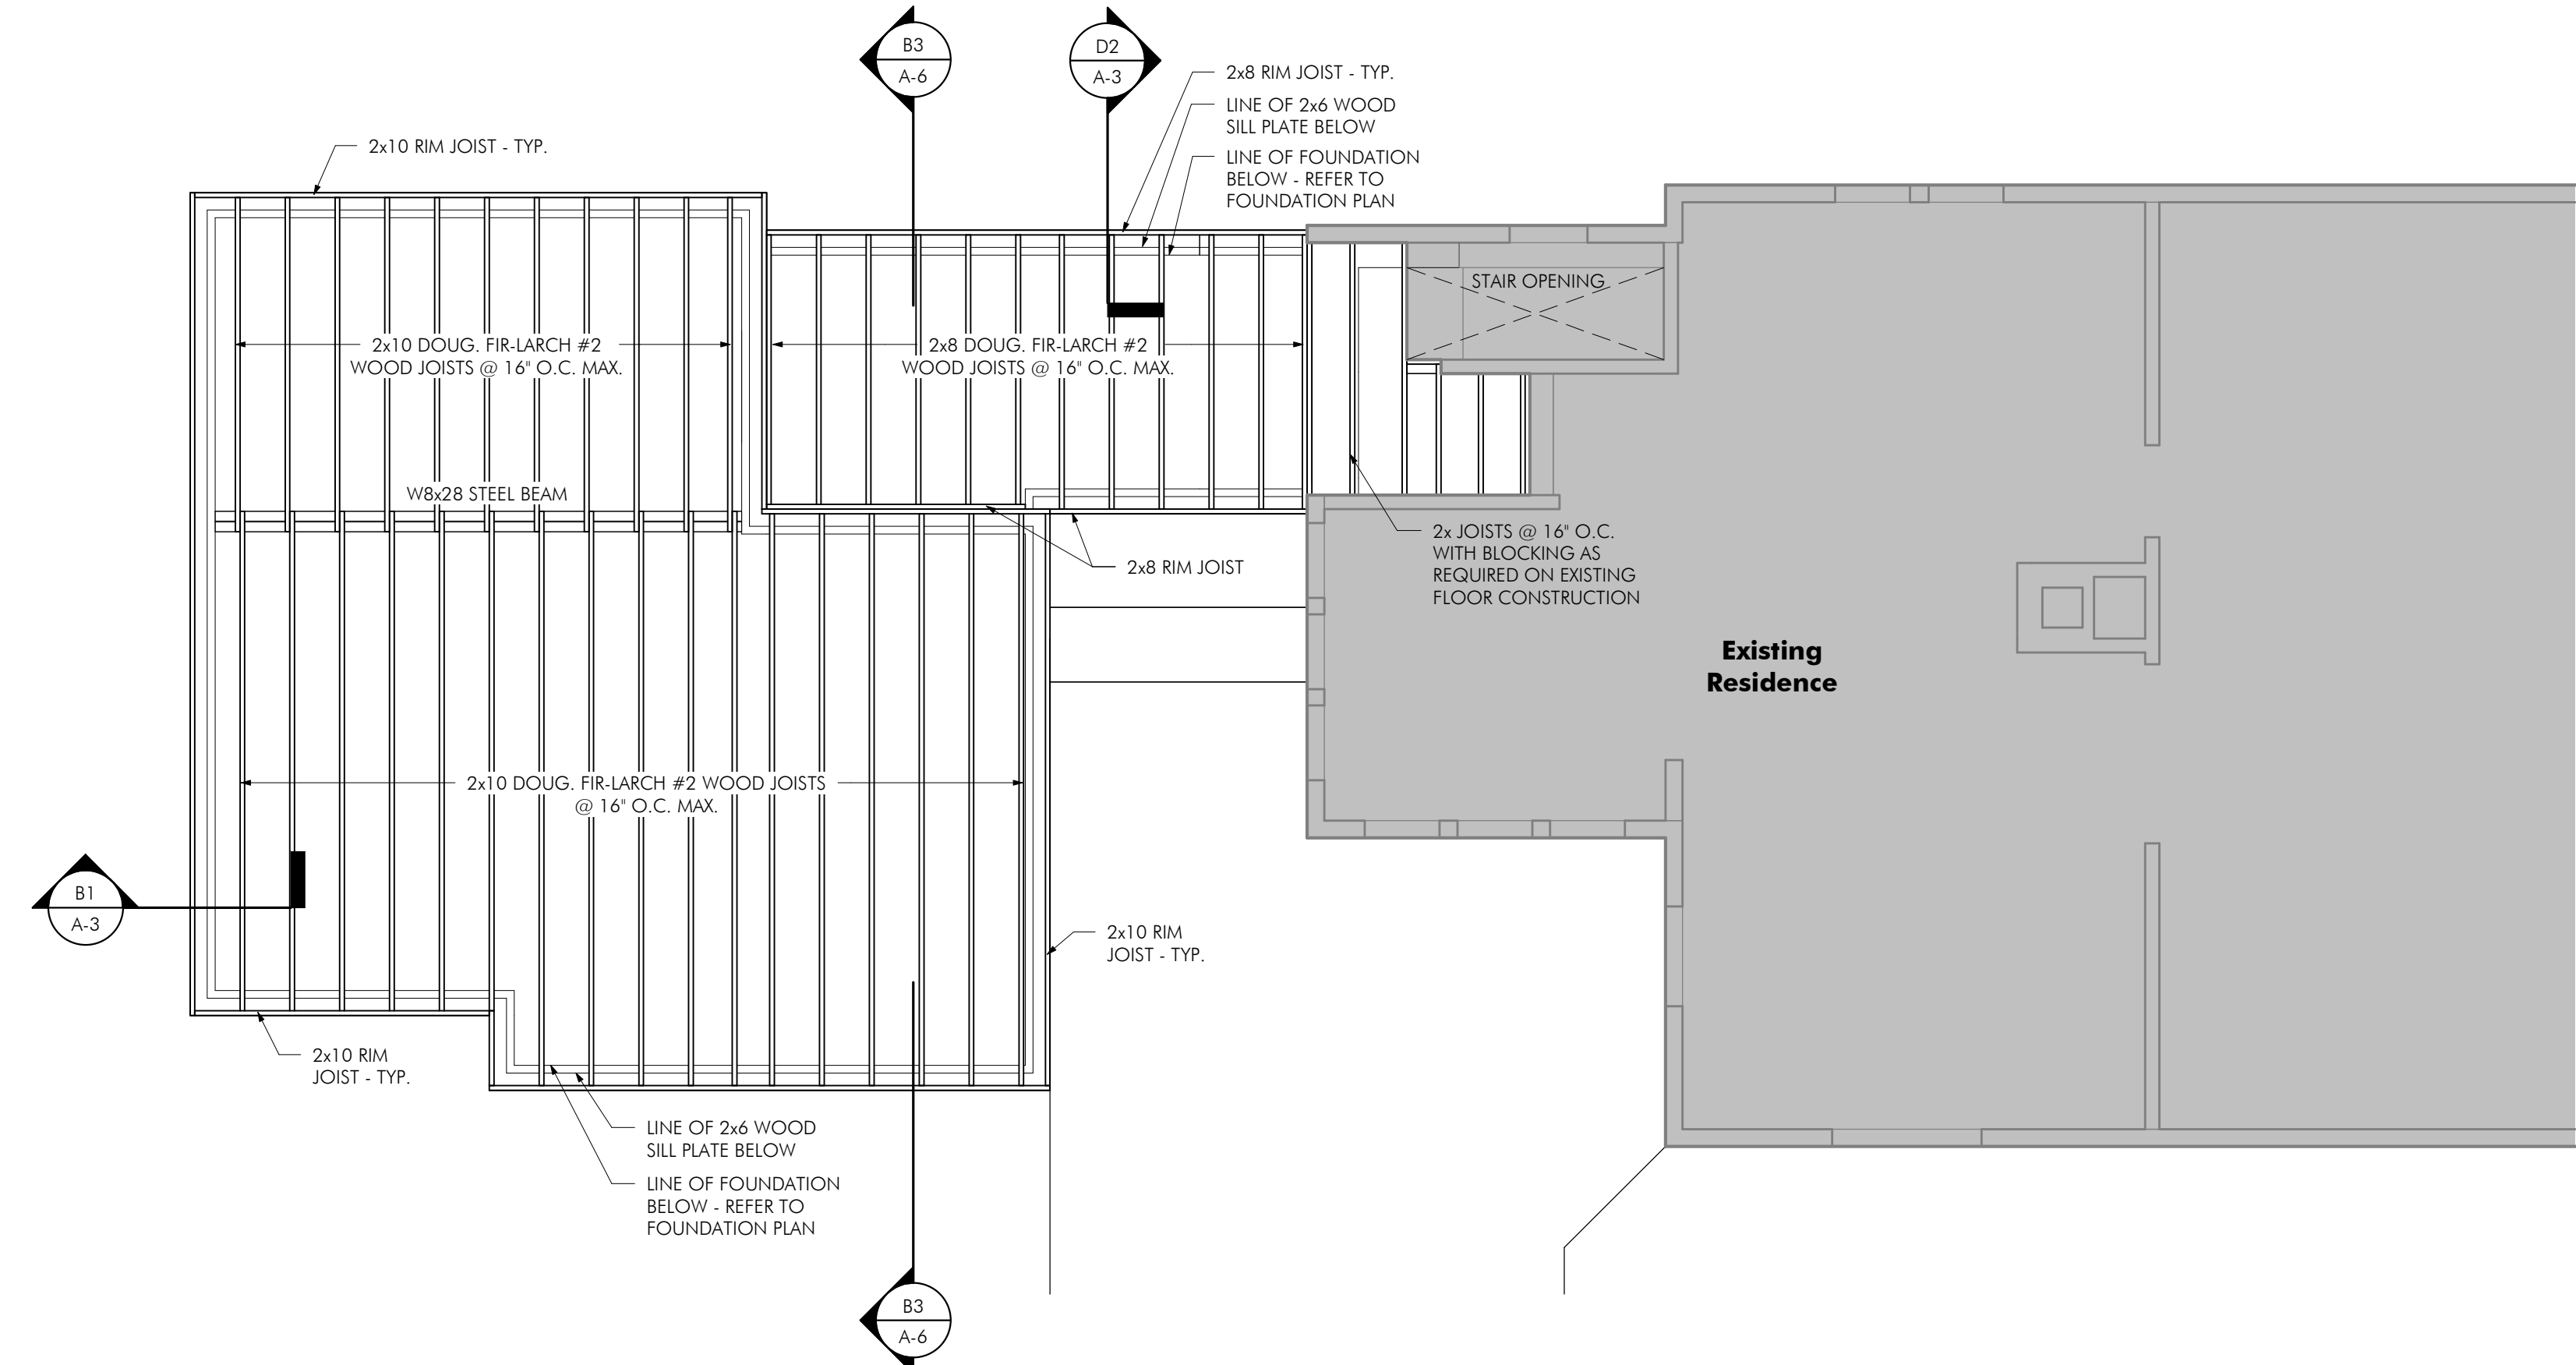 B3
A-6
D2
A-3
2x8 RIM JOIST - TYP.
LINE OF 2x6 WOOD
SILL PLATE BELOW
LINE OF FOUNDATION
BELOW - REFER TO
FOUNDATION PLAN
2x10 RIM JOIST - TYP.
STAIR OPENING
2x10 DOUG. FIR-LARCH #2
WOOD JOISTS @ 16" O.C. MAX.
2x8 DOUG. FIR-LARCH #2
WOOD JOISTS @ 16" O.C. MAX.
W8x28 STEEL BEAM
2x8 RIM JOIST
2x JOISTS @ 16" O.C.
WITH BLOCKING AS
REQUIRED ON EXISTING
FLOOR CONSTRUCTION
Existing
Residence
2x10 DOUG. FIR-LARCH #2 WOOD JOISTS
@ 16" O.C. MAX.
B1
A-3
2x10 RIM
JOIST - TYP.
2x10 RIM
JOIST - TYP.
LINE OF 2x6 WOOD
SILL PLATE BELOW
LINE OF FOUNDATION
BELOW - REFER TO
FOUNDATION PLAN
B3
A-6